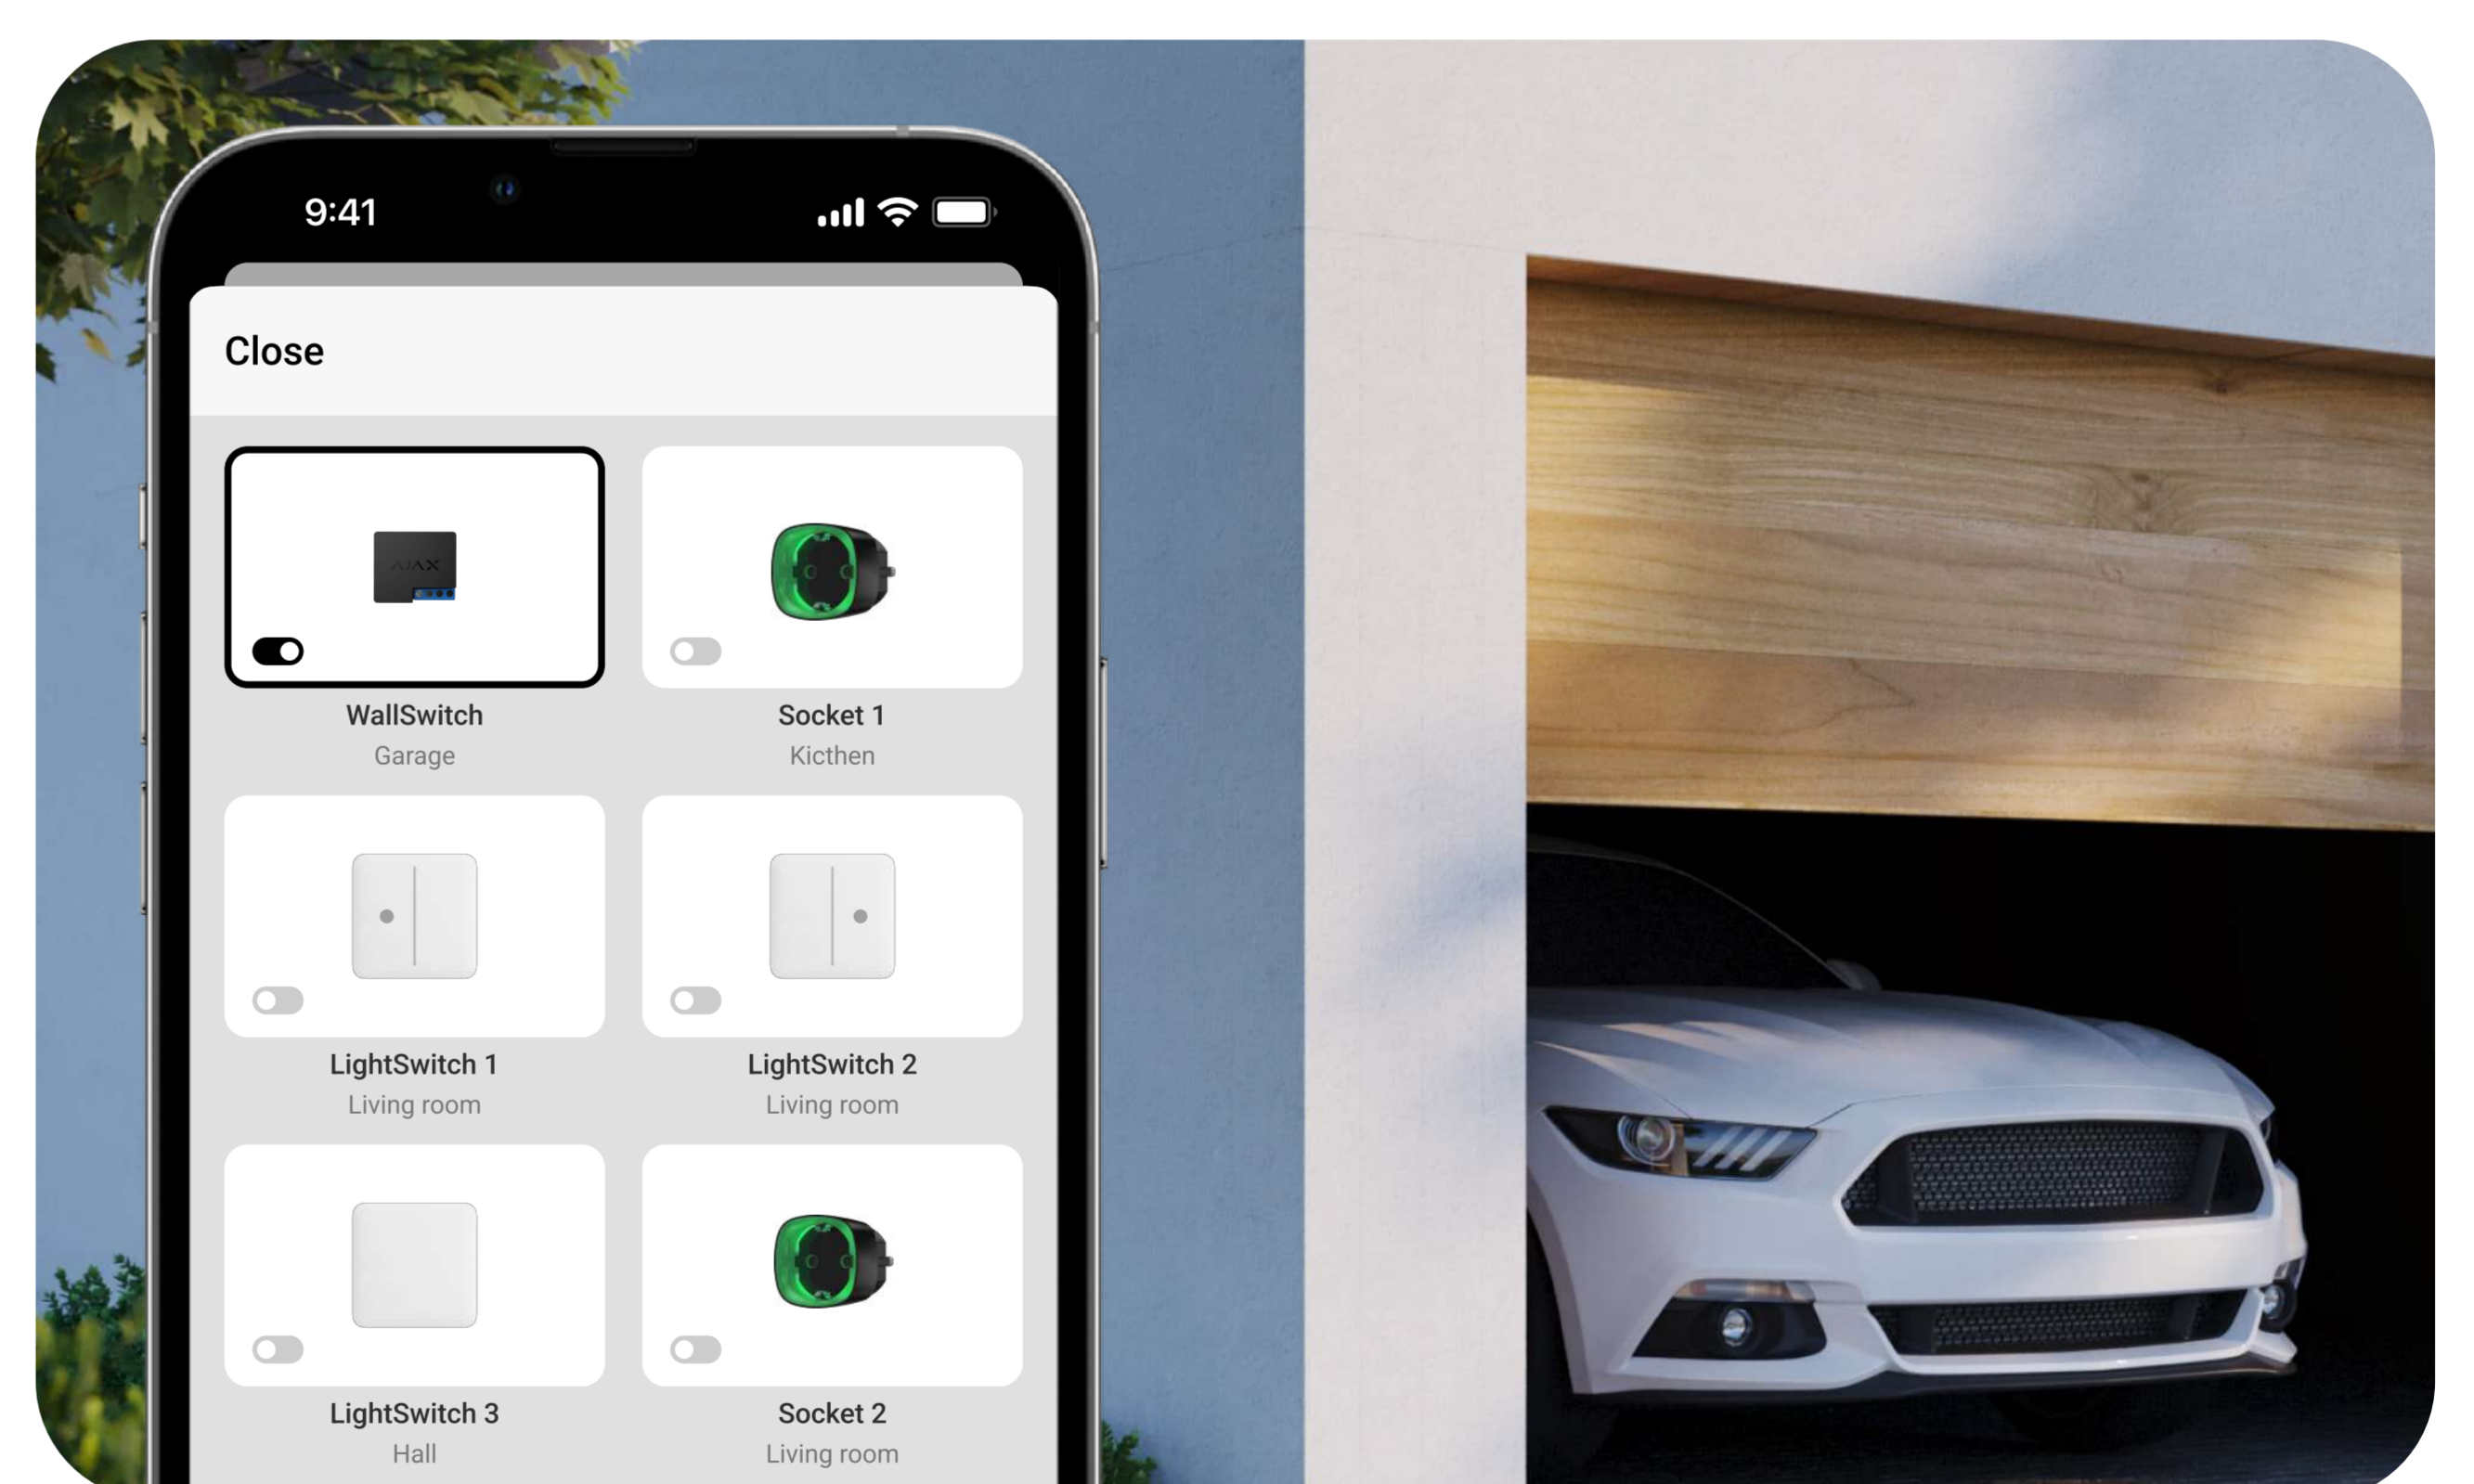 9:41
Close
AJAX
WallSwitch
Garage
Socket 1
Kicthen
LightSwitch 1
Living room
LightSwitch 2
Living room
LightSwitch 3
Hall
Socket 2
Living room